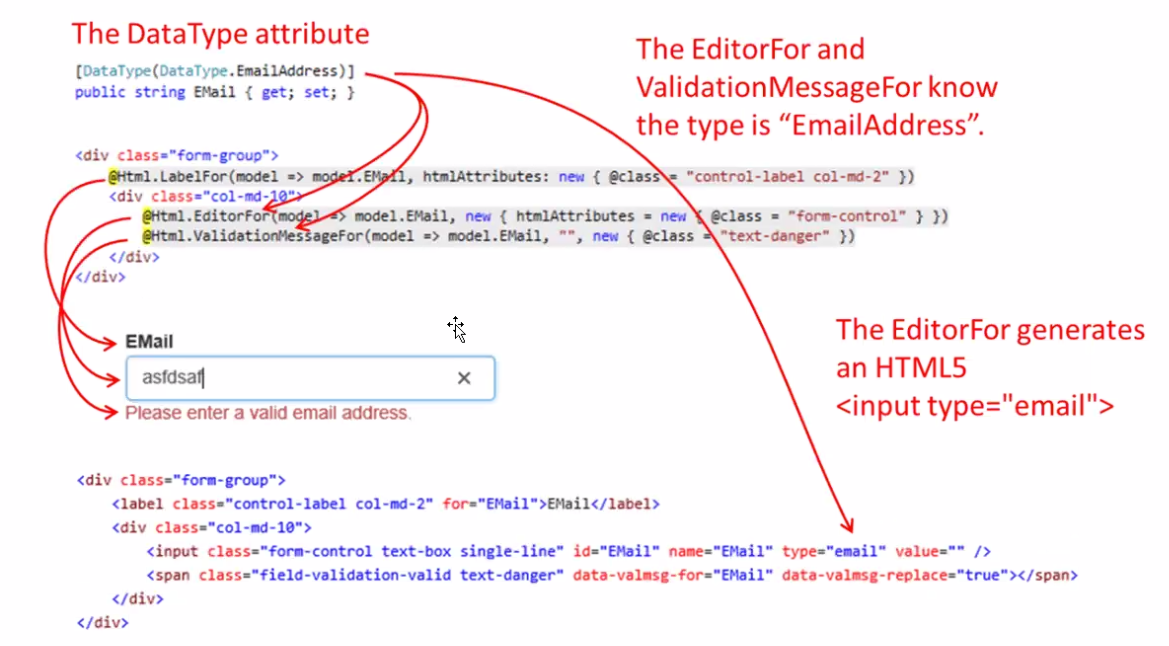 The DataType attribute
[DataType(DataType.EmailAddress)]
public string EMail { get; set; }
The EditorFor and
ValidationMessageFor know
the type is “EmailAddress”.
<div class="form-group">
@Html.LabelFor(model => model.EMail, htmlAttributes: new { @class = "control-label col-md-2" })
<div class="col-md-10">
@Html.EditorFor(model => model.EMail, new { htmlAttributes = new { @class = "form-control" } })
@Html.ValidationMessageFor(model => model.EMail, "", new { @class = "text-danger" })
</div>
</div>
EMail
asfdsaf
Please enter a valid email address.
The EditorFor generates
an HTML5
<input type="email">
<div class="form-group">
<label class="control-label col-md-2" for="EMail">EMail</label>
<div class="col-md-10">
<input class="form-control text-box single-line" id="EMail" name="EMail" type="email" value="" />
<span class="field-validation-valid text-danger" data-valmsg-for="EMail" data-valmsg-replace="true"></span>
</div>
</div>